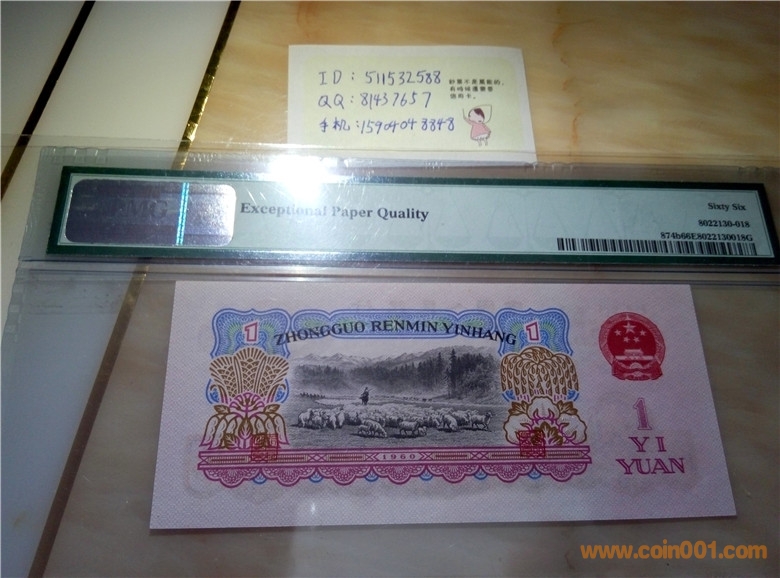 ID: 511532588
QQ: 81437657
手机: 15904048848
PMG
Exceptional Paper Quality
Sixty Six
8022130-018
874b66E8022130018G
1
ZHONGGUO RENMIN YINHANG
1
1
YI
YUAN
1960
www.coin001.com